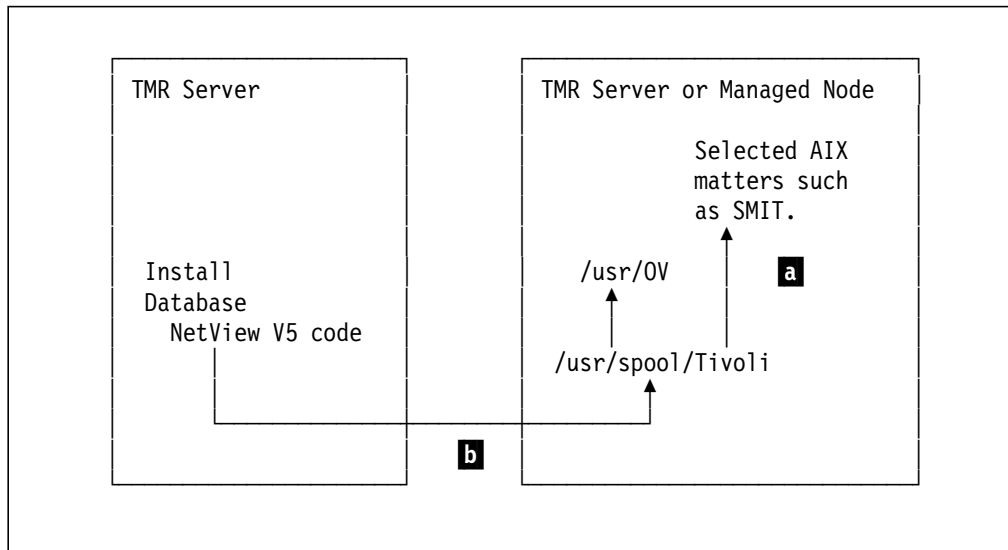 TMR Server
Install
Database
NetView V5 code
TMR Server or Managed Node
Selected AIX
matters such
as SMIT.
a
/usr/OV
/usr/spool/Tivoli
b